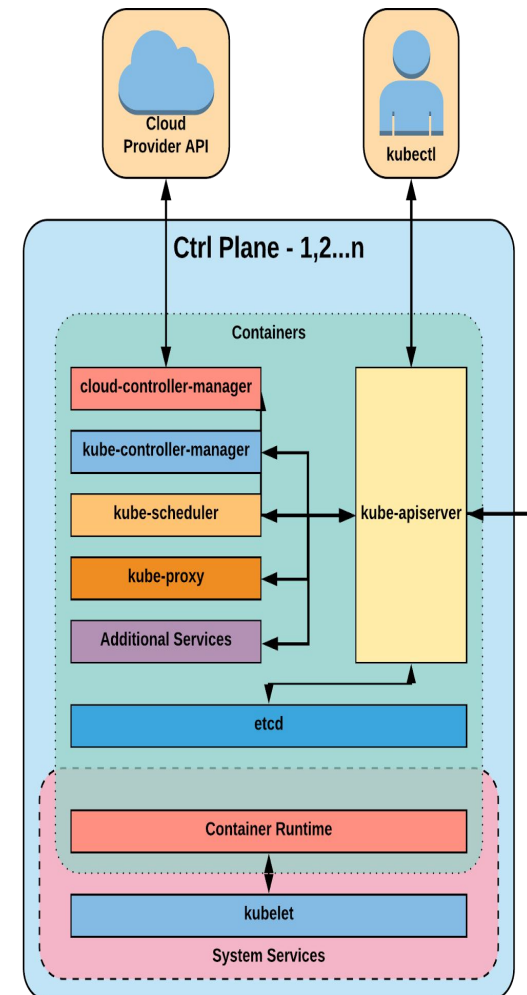 Cloud
Provider API
kubectl
Ctrl Plane - 1,2...n
Containers
cloud-controller-manager
kube-controller-manager
kube-scheduler
kube-apiserver
kube-proxy
Additional Services
etcd
Container Runtime
kubelet
System Services